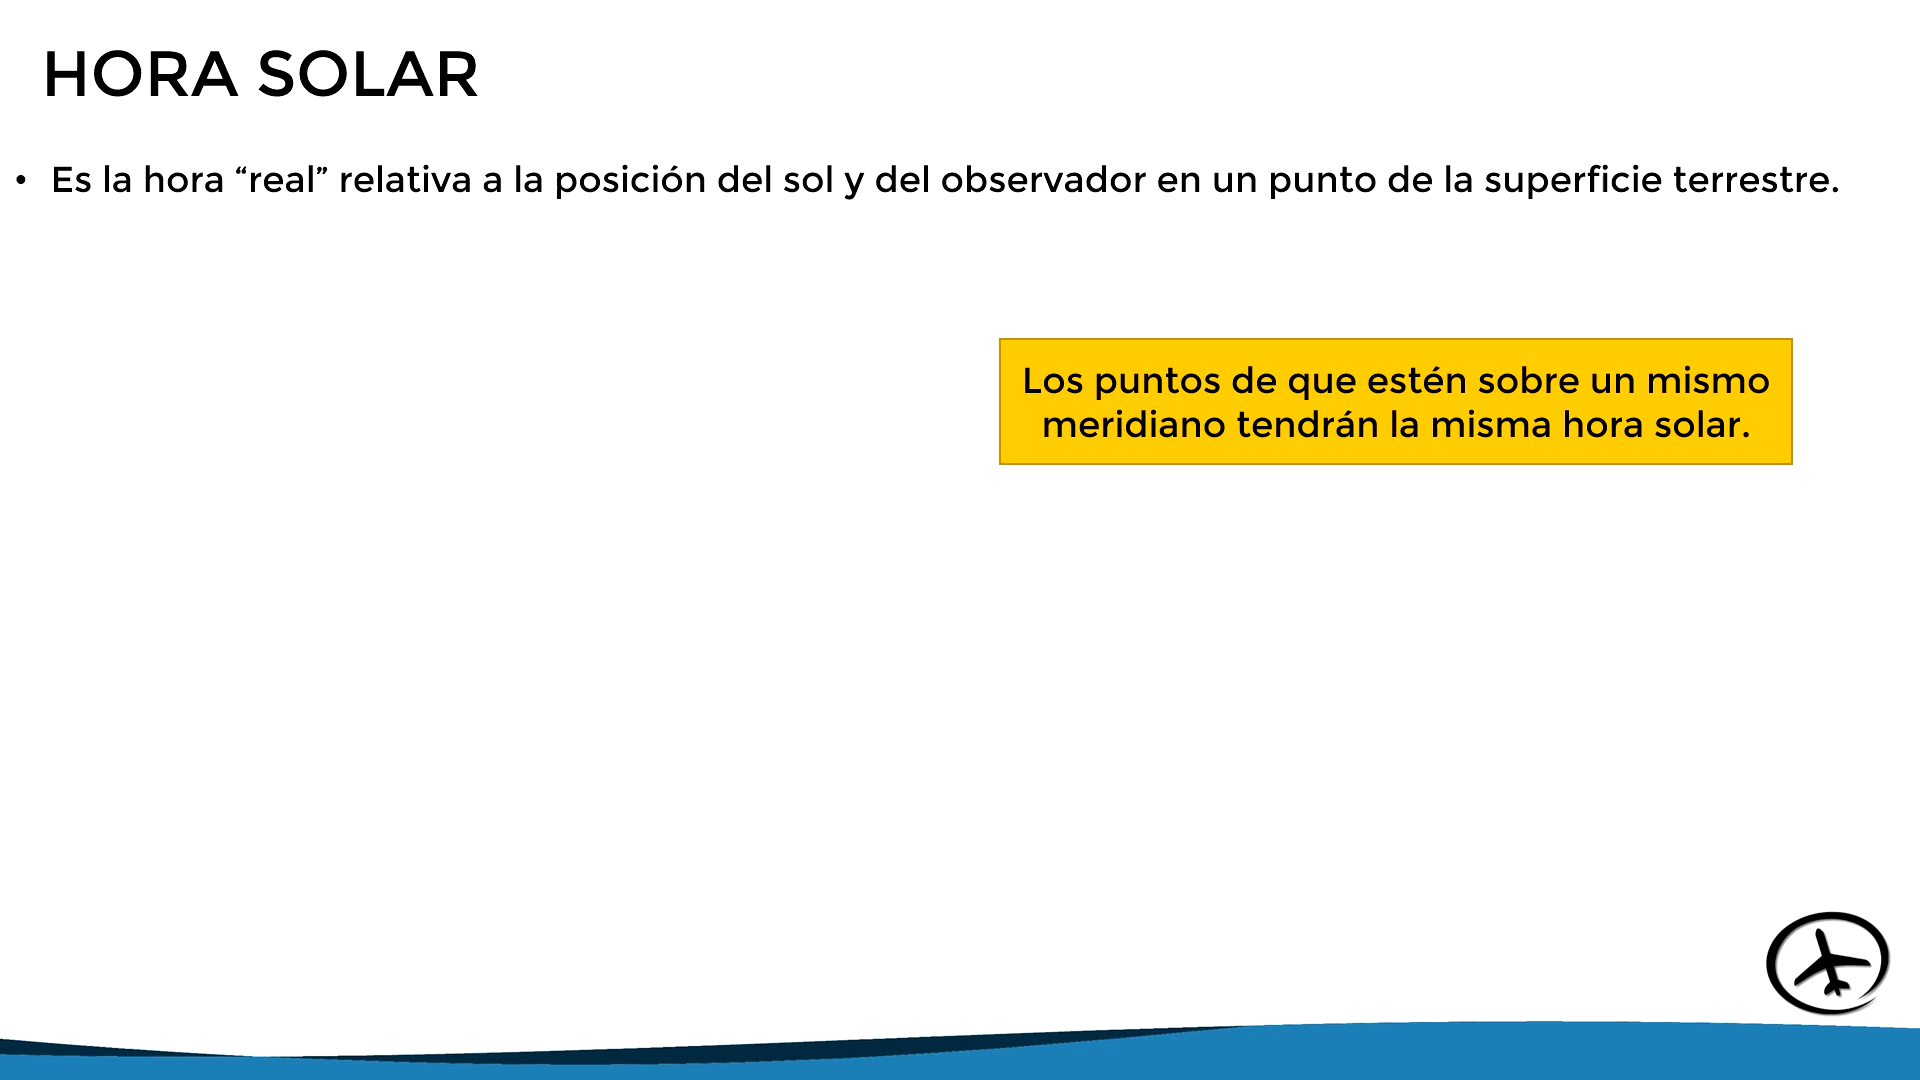 HORA SOLAR
• Es la hora “real” relativa a la posición del sol y del observador en un punto de la superficie terrestre.
Los puntos de que estén sobre un mismo
meridiano tendrán la misma hora solar.